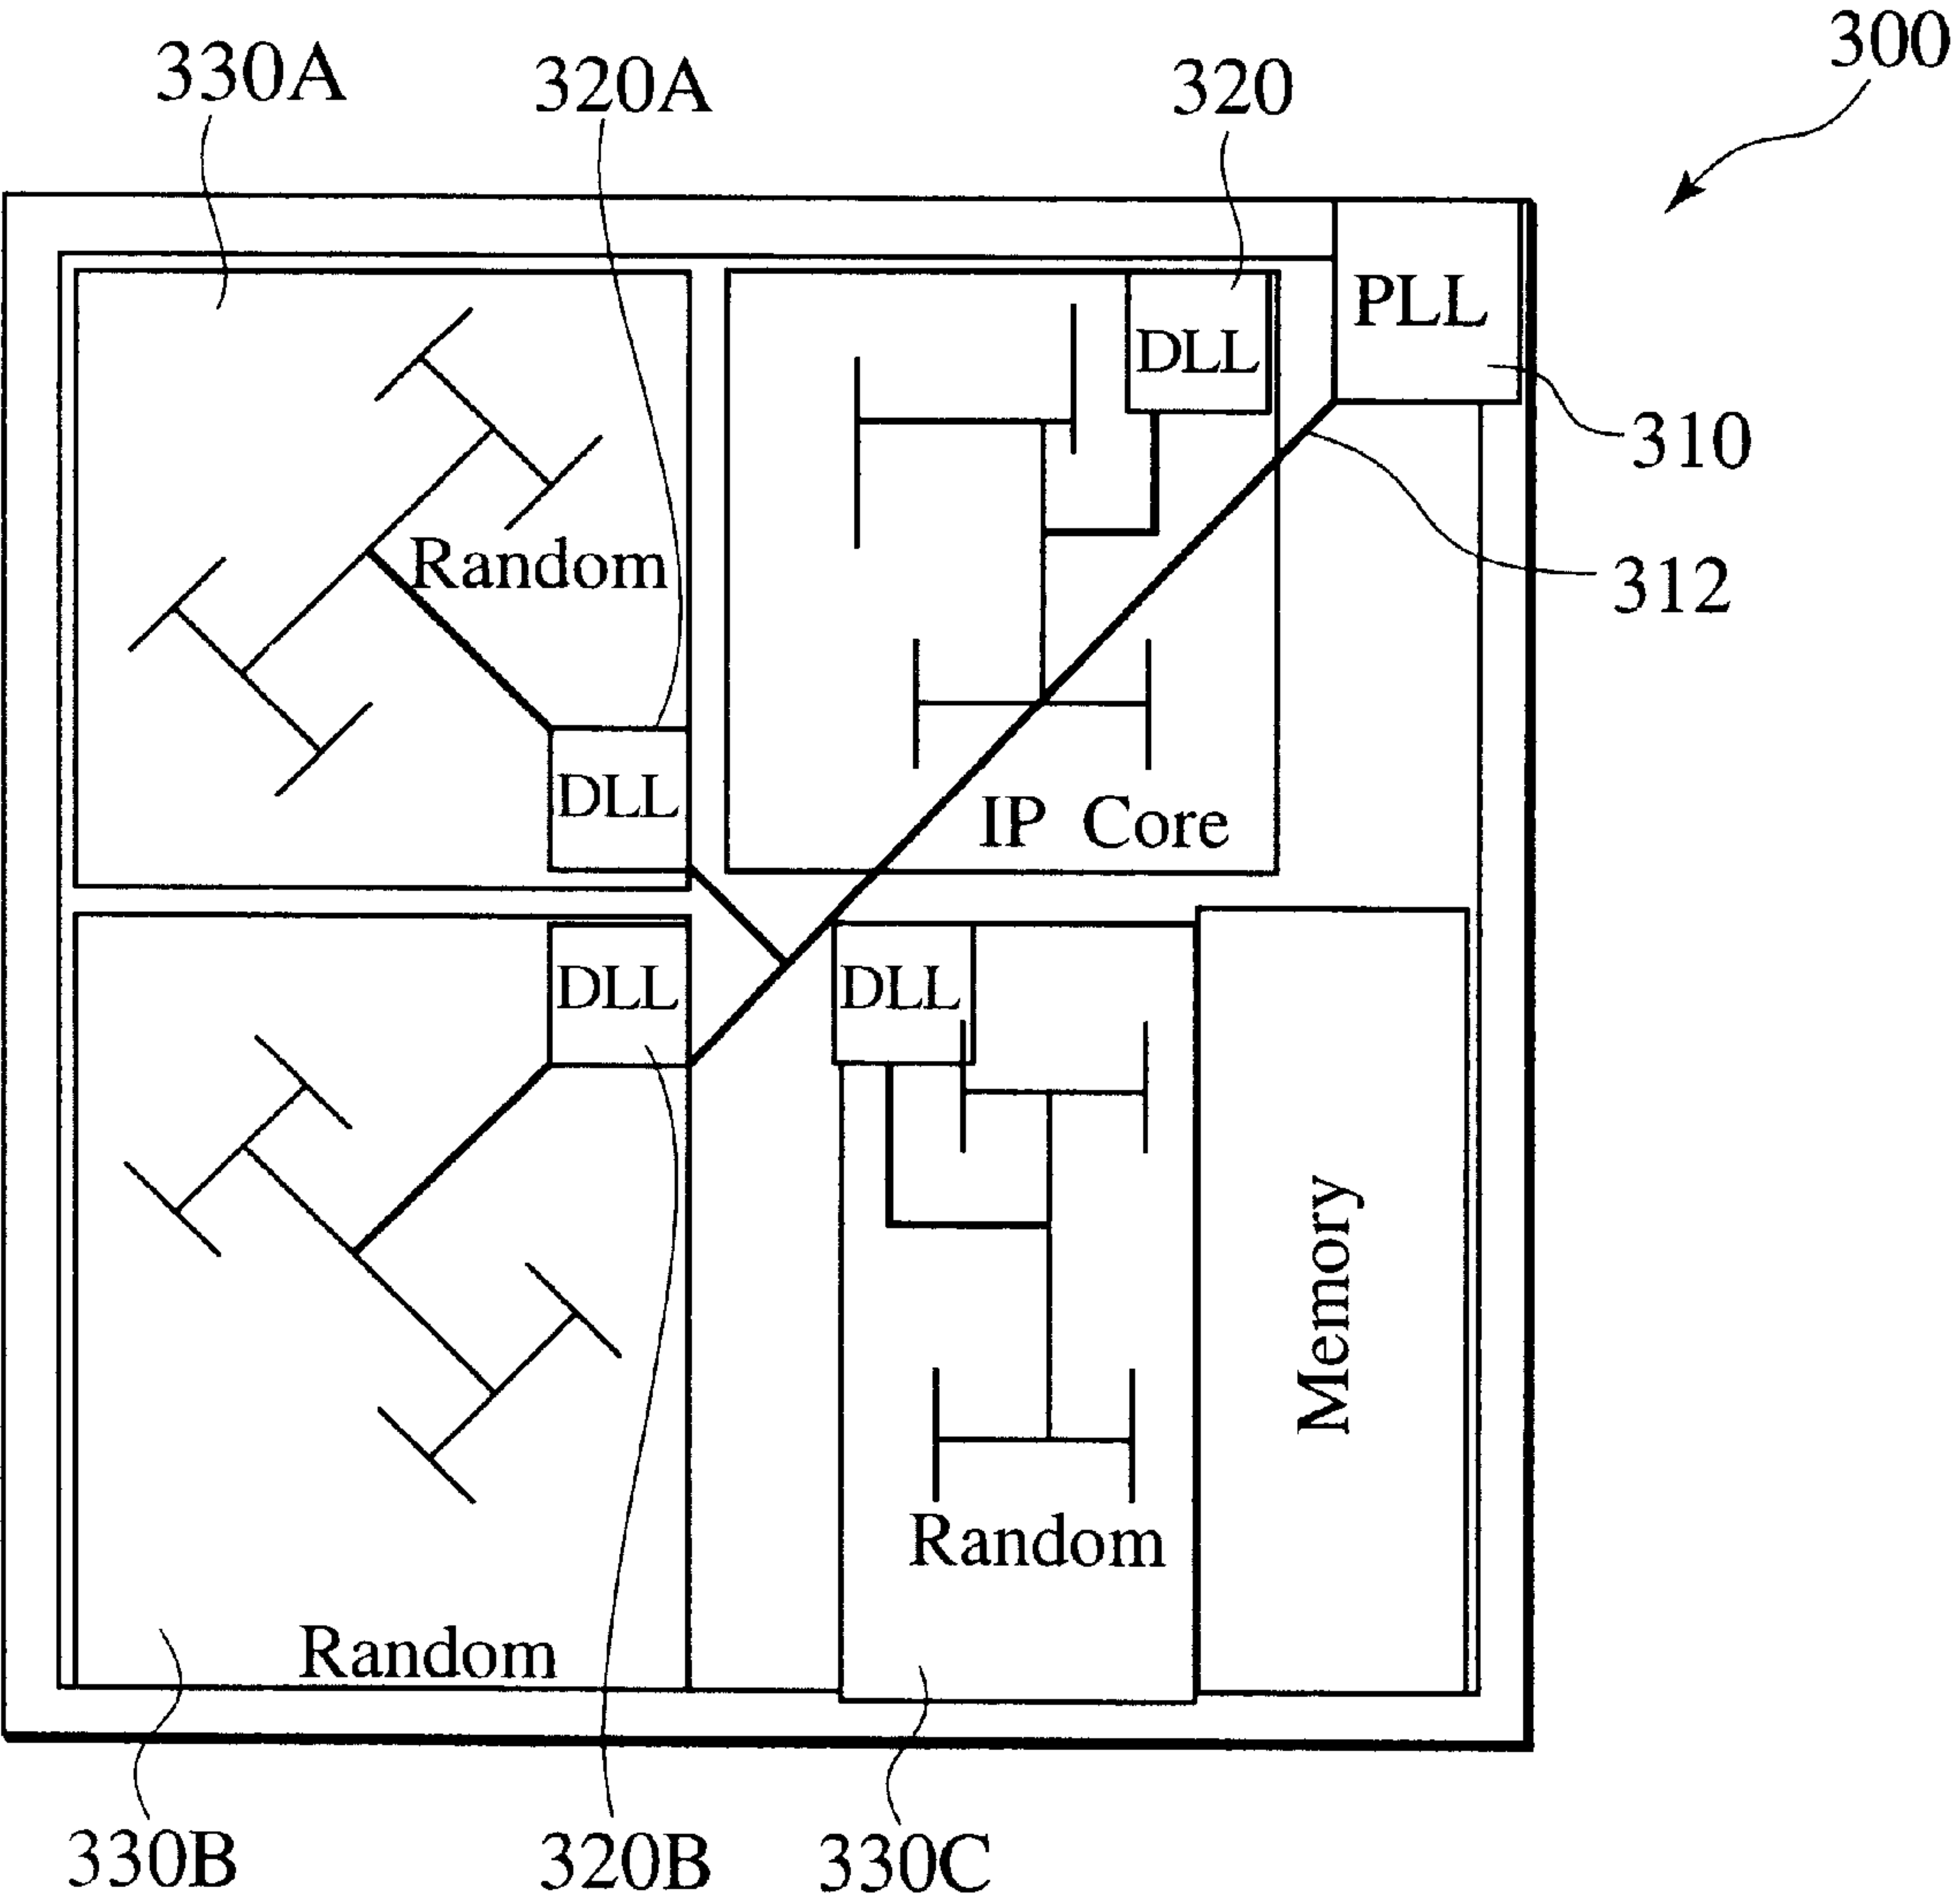 330A
320A
320
300
PLL
DLL
310
Random
312
DLL
IP Core
DLL
DLL
Memory
Random
Random
330B
320B
330C